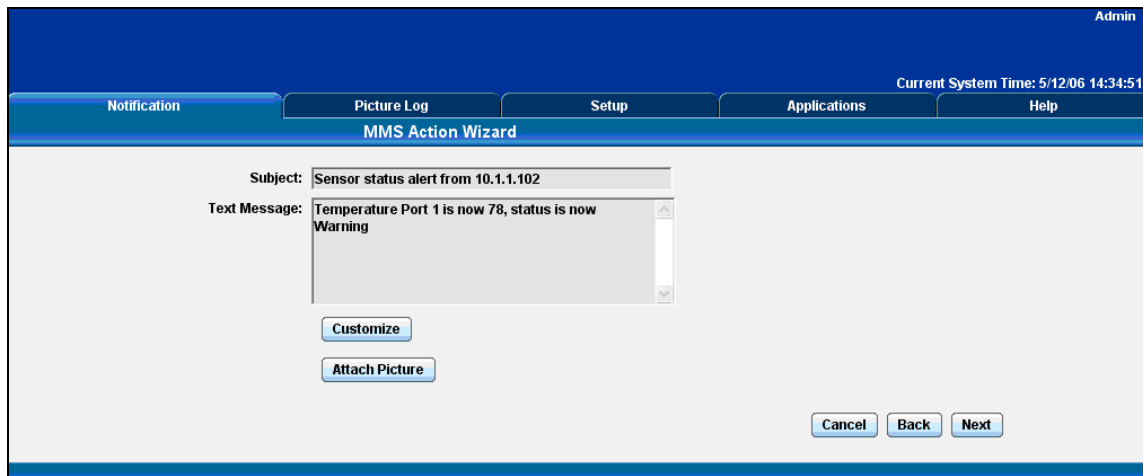 Admin
Current System Time: 5/12/06 14:34:51
Notification Picture Log Setup Applications Help
MMS Action Wizard
Subject: Sensor status alert from 10.1.1.102
Text Message: Temperature Port 1 is now 78, status is now
Warning
Customize
Attach Picture
Cancel Back Next